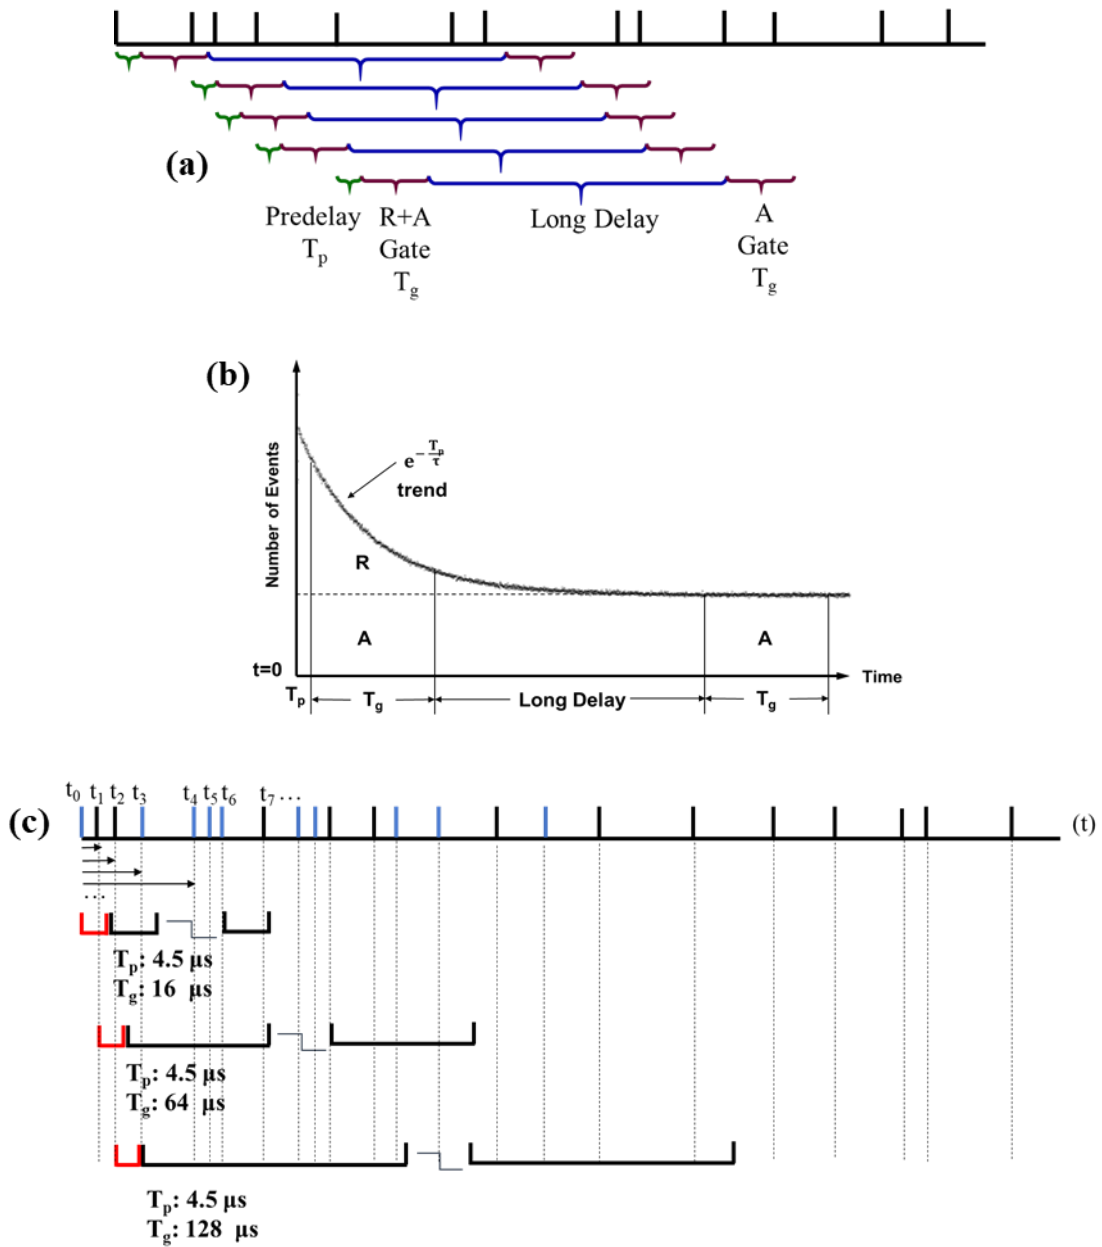 (a)
Predelay R+A Long Delay A
Tp Gate Gate
Tg Tg
(b)
Number of Events
e^-Tp/τ
trend
R
A A
t=0
Time
Tp Tg Long Delay Tg
(c)
t0 t1 t2 t3 t4 t5 t6 t7 ...
(t)
...
Tp: 4.5 μs
Tg: 16 μs
Tp: 4.5 μs
Tg: 64 μs
Tp: 4.5 μs
Tg: 128 μs